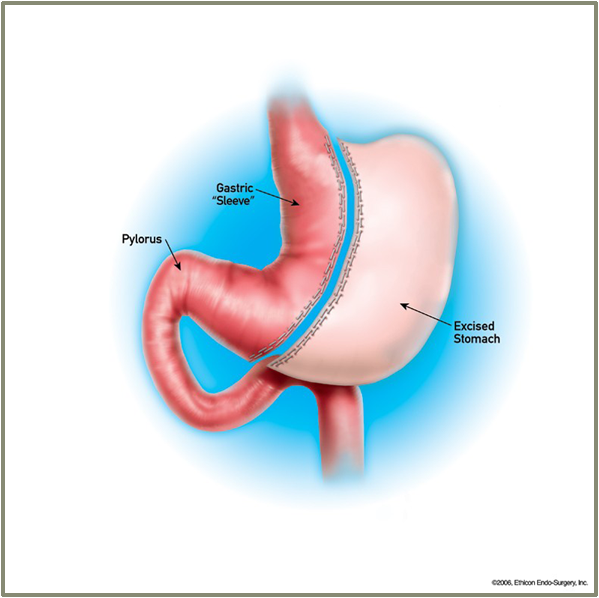 Gastric
"Sleeve"
Pylorus
Excised
Stomach
©2006, Ethicon Endo-Surgery, Inc.